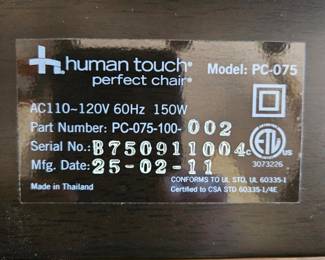 human touch®
perfect chair®
Model: PC-075
AC110~120V 60Hz 150W
Part Number: PC-075-100-002
Serial No.: B750911004
Mfg. Date: 25-02-11
Made in Thailand
ETL
c us
3073226
CONFORMS TO UL STD. UL 60335-1
Certified to CSA STD 60335-1/4E